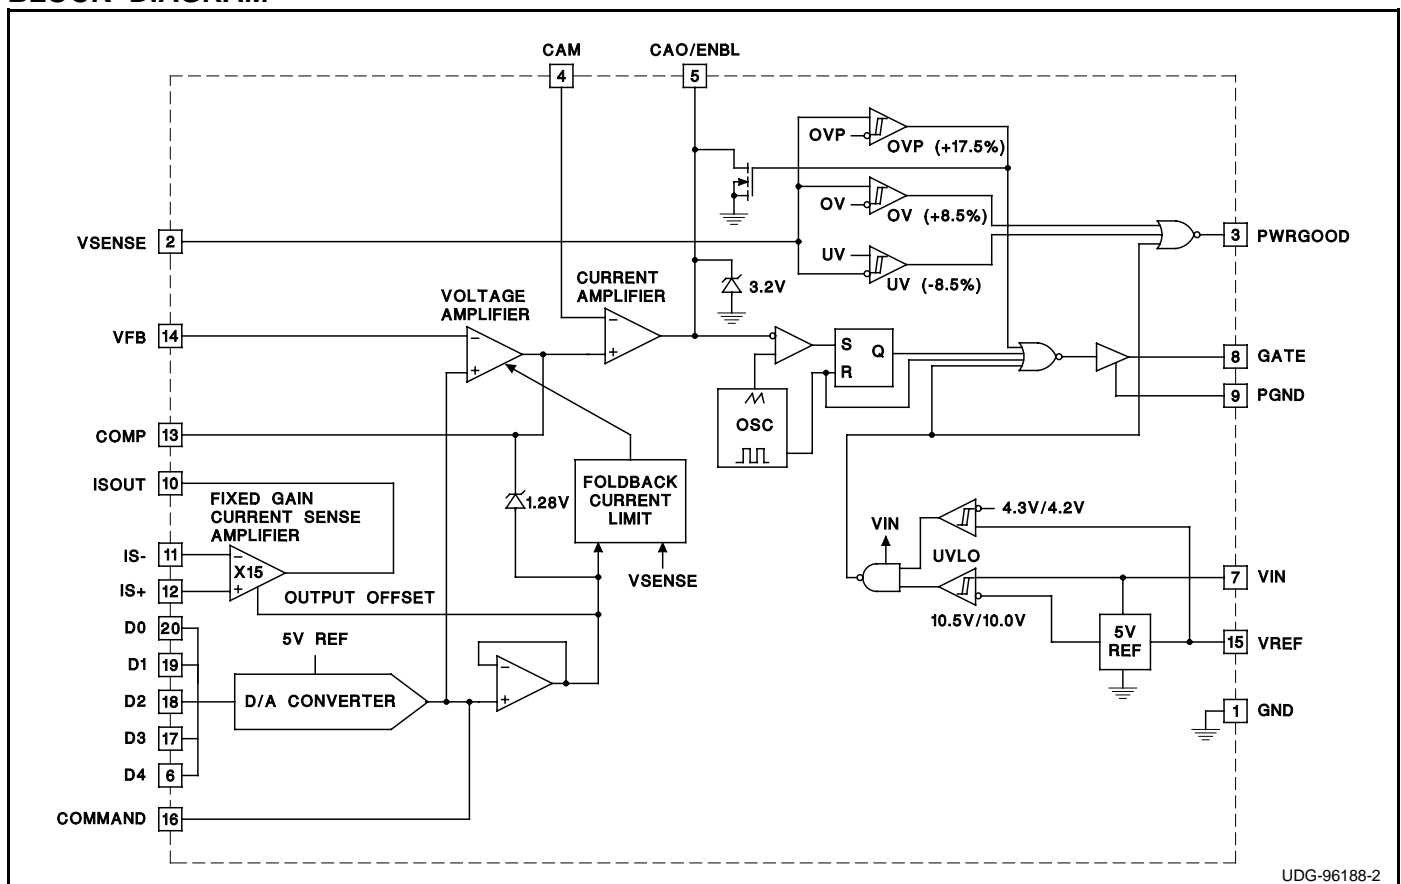 BLOCK DIAGRAM
CAM
CAO/ENBL
4
5
OVP
OVP (+17.5%)
OV
OV (+8.5%)
VSENSE
2
3
PWRGOOD
UV
UV (-8.5%)
CURRENT
AMPLIFIER
3.2V
VOLTAGE
AMPLIFIER
VFB
14
−
+
−
+
S
Q
R
8
GATE
9
PGND
OSC
COMP
13
ISOUT
10
FIXED GAIN
CURRENT SENSE
AMPLIFIER
1.28V
FOLDBACK
CURRENT
LIMIT
4.3V/4.2V
VIN
UVLO
IS-
11
−
X15
+
IS+
12
VSENSE
7
VIN
OUTPUT OFFSET
10.5V/10.0V
D0
20
5V REF
5V
REF
15
VREF
D1
19
−
+
D2
18
D/A CONVERTER
1
GND
D3
17
D4
6
COMMAND
16
UDG-96188-2